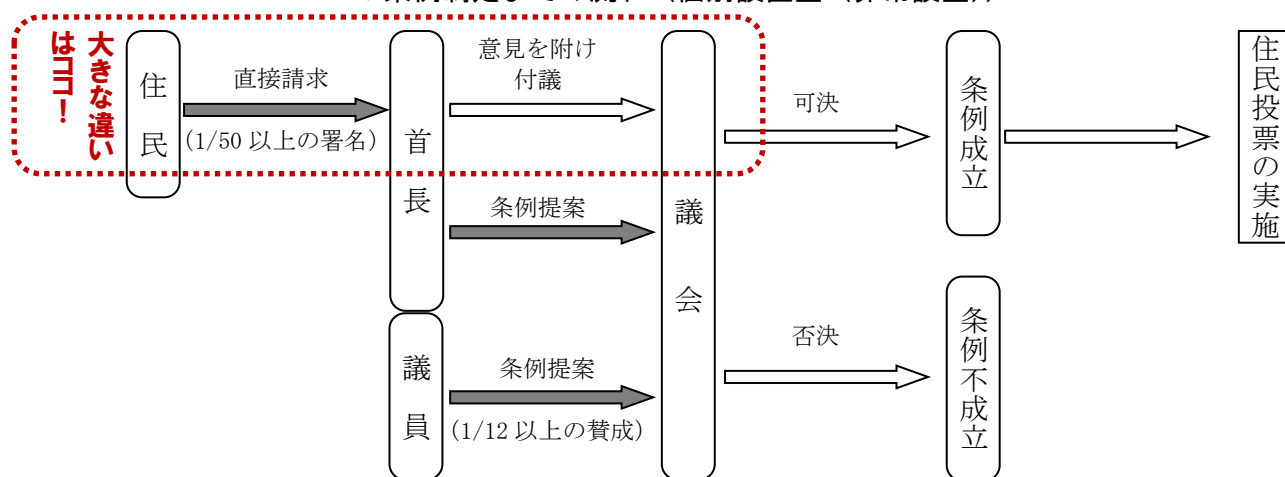 大きな違い
はココ！
住民
直接請求
(1/50 以上の署名)
首長
意見を附け
付議
条例提案
議員
条例提案
(1/12 以上の賛成)
議会
可決
条例成立
住民投票の実施
否決
条例不成立